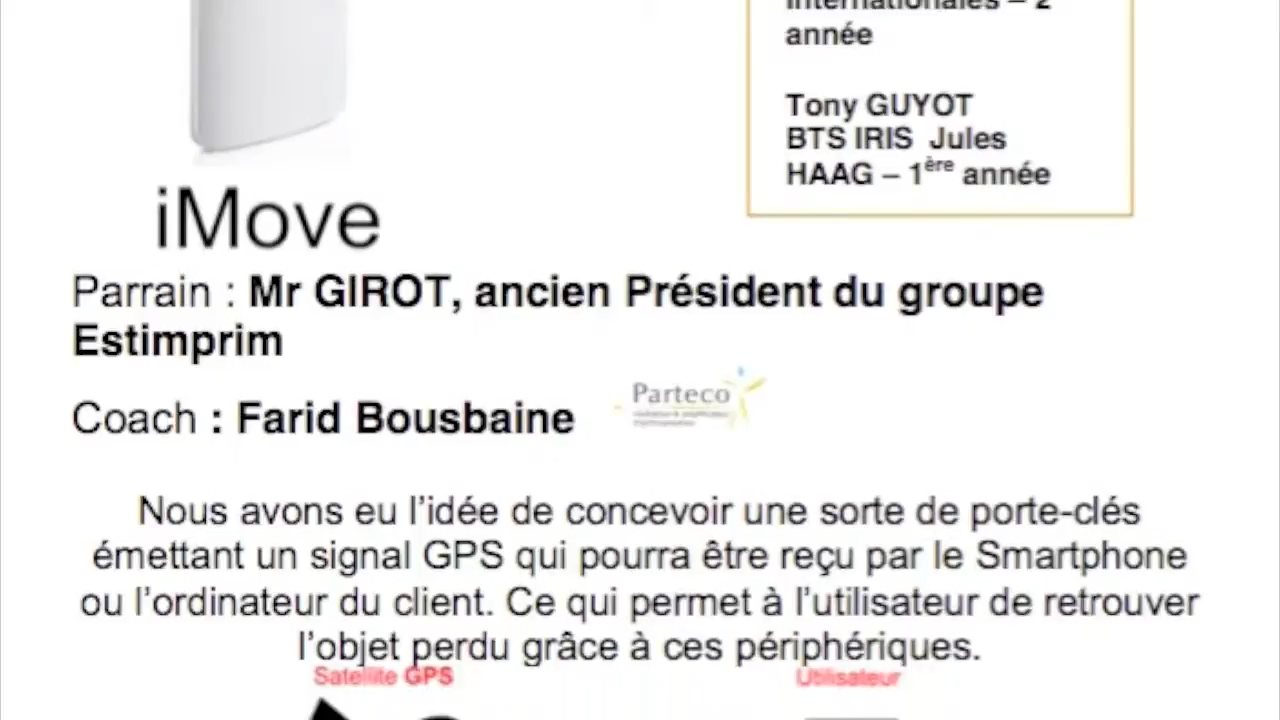 Internationales – 2
année
Tony GUYOT
BTS IRIS Jules
HAAG – 1ère année
iMove
Parrain : Mr GIROT, ancien Président du groupe
Estimprim
Coach : Farid Bousbaine
Parteco
Nous avons eu l’idée de concevoir une sorte de porte-clés
émettant un signal GPS qui pourra être reçu par le Smartphone
ou l’ordinateur du client. Ce qui permet à l’utilisateur de retrouver
l’objet perdu grâce à ces périphériques.
Satellite GPS
Utilisateur